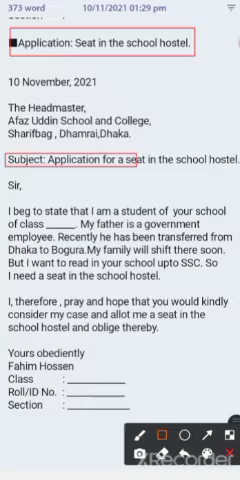 373 word 10/11/2021 01:29 pm
Section :
■Application: Seat in the school hostel.
10 November, 2021
The Headmaster,
Afaz Uddin School and College,
Sharifbag , Dhamrai,Dhaka.
Subject: Application for a seat in the school hostel.
Sir,
I beg to state that I am a student of your school
of class ______. My father is a government
employee. Recently he has been transferred from
Dhaka to Bogura.My family will shift there soon.
But I want to read in your school upto SSC. So
I need a seat in the school hostel.
I, therefore , pray and hope that you would kindly
consider my case and allot me a seat in the
school hostel and oblige thereby.
Yours obediently
Fahim Hossen
Class : ____________
Roll/ID No. : ____________
Section : ____________
XRecorder